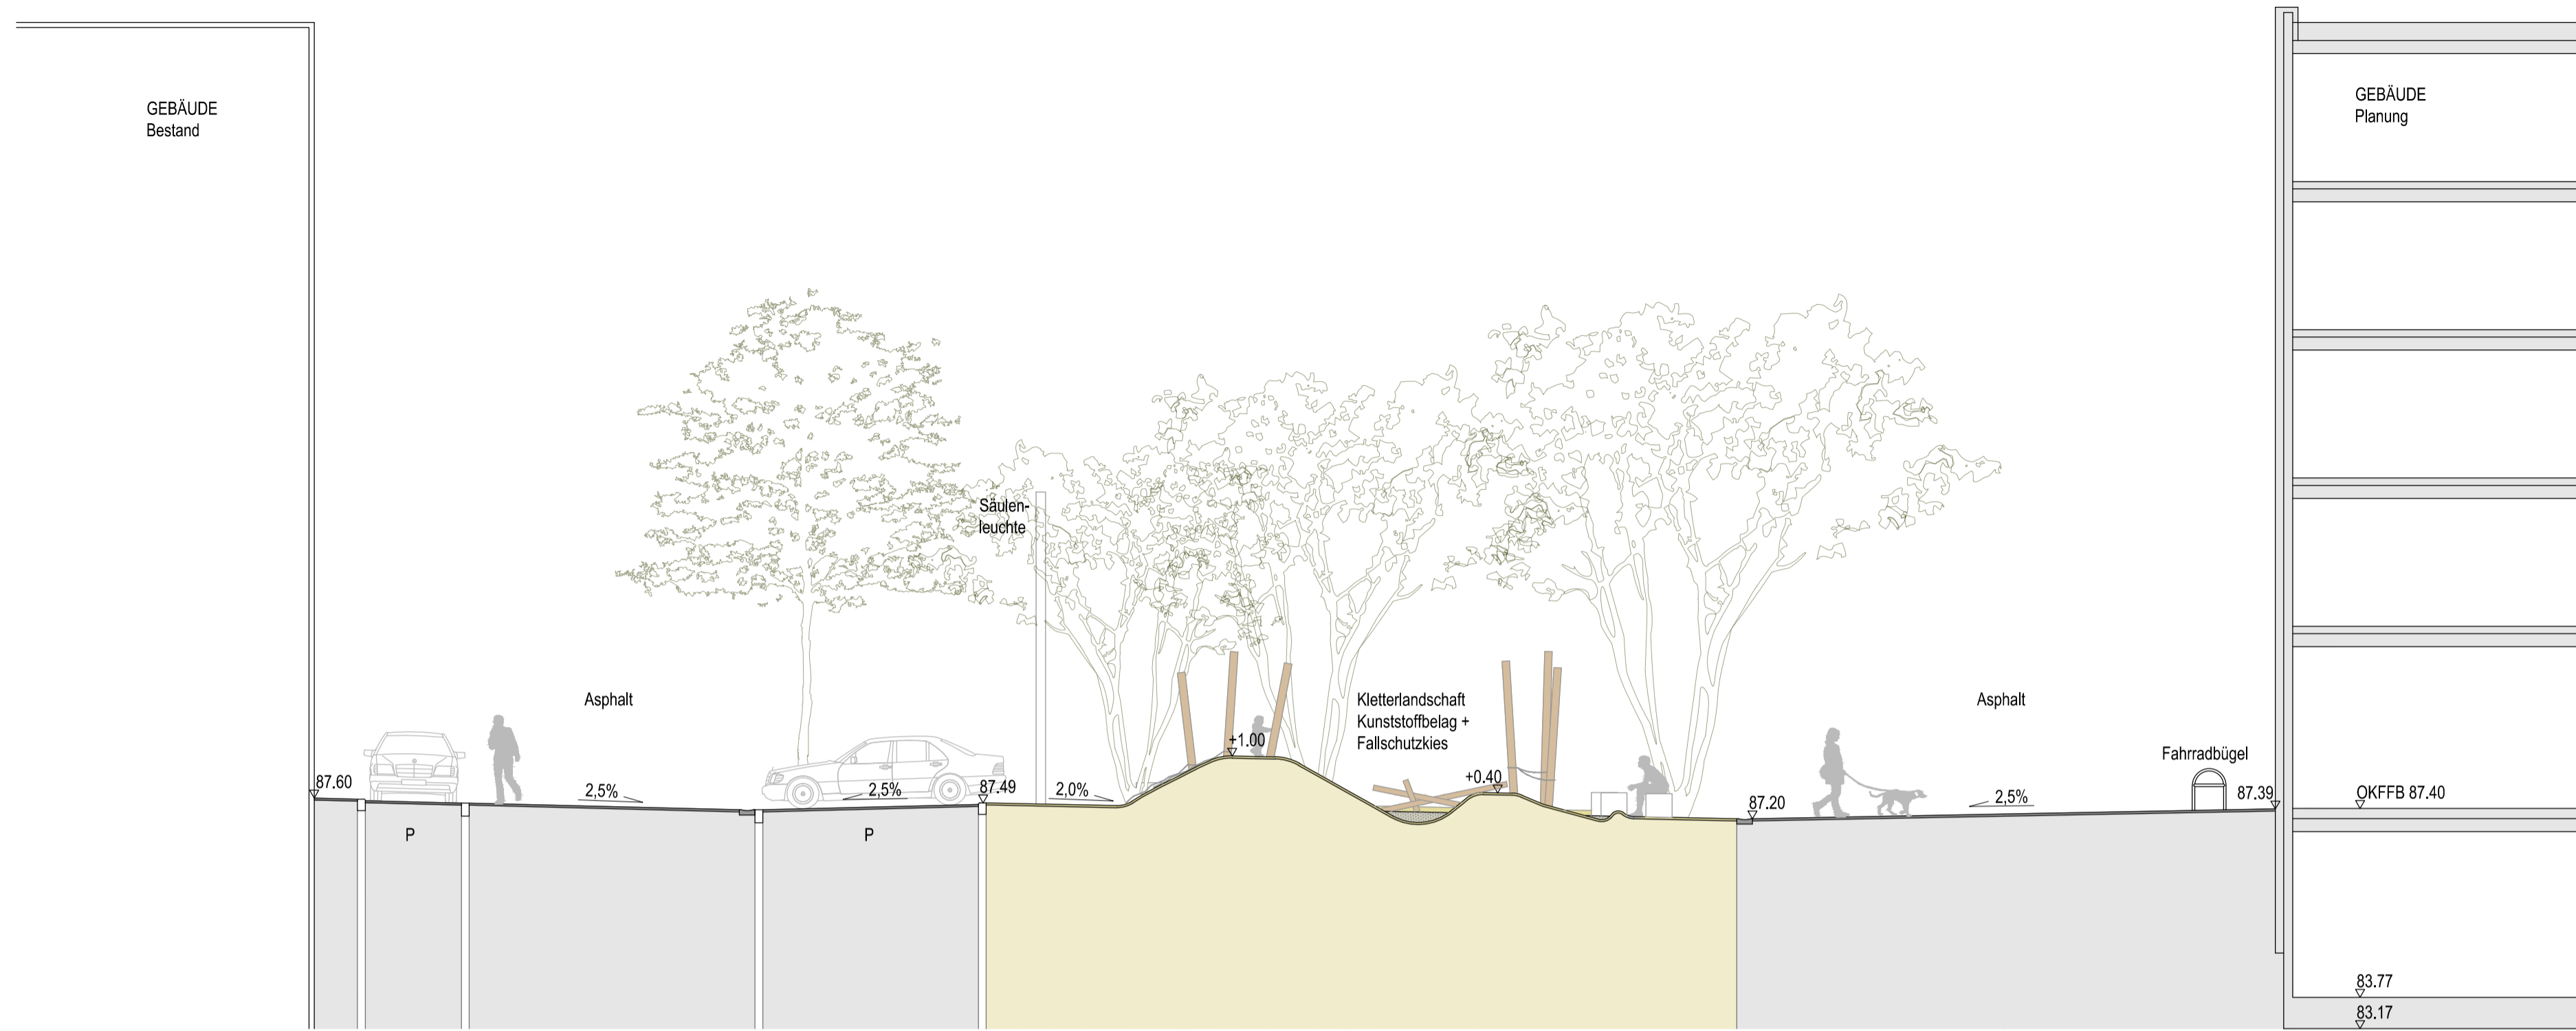 GEBÄUDE
Bestand
GEBÄUDE
Planung
Säulen-
leuchte
Asphalt
Kletterlandschaft
Kunststoffbelag +
Fallschutzkies
Asphalt
+1.00
Fahrradbügel
+0.40
87.60
2,5%
2,5%
87.49
2,0%
87.20
2,5%
87.39
OKFFB 87.40
P
P
83.77
83.17